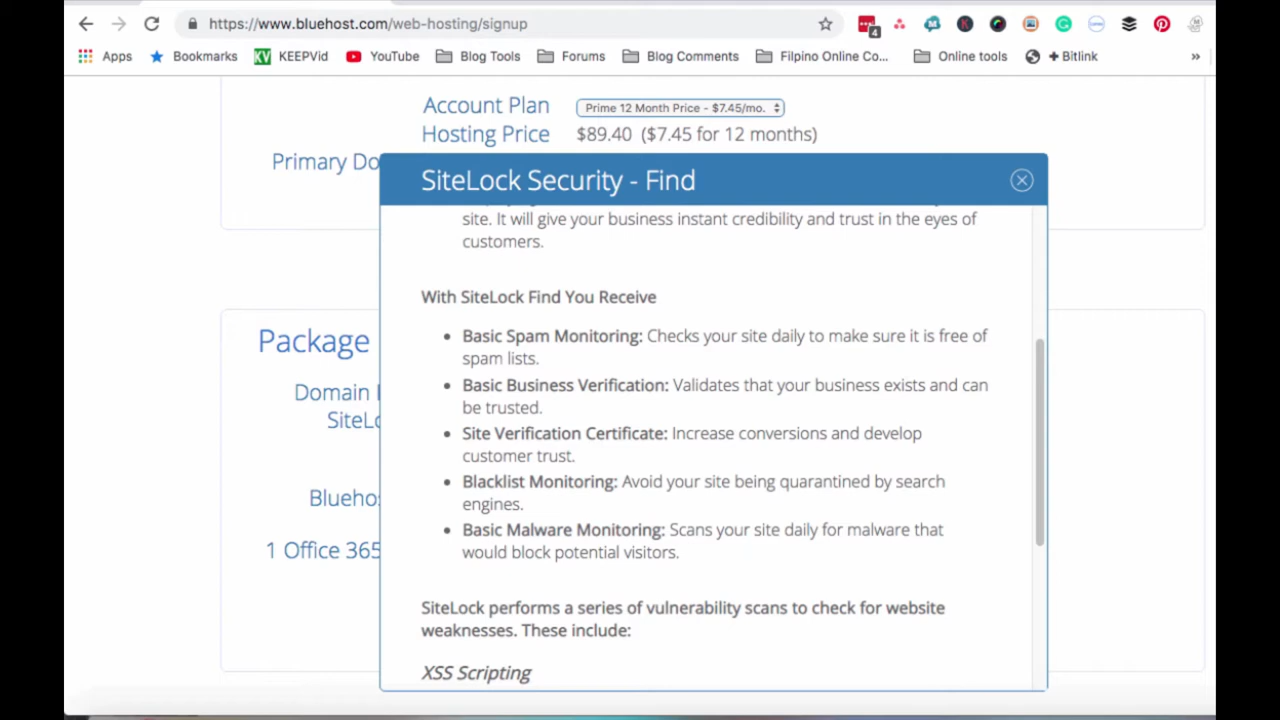 https://www.bluehost.com/web-hosting/signup
4
Apps Bookmarks KV KEEPVid YouTube Blog Tools Forums Blog Comments Filpino Online Co... Online tools + Bitlink »
Account Plan Prime 12 Month Price - $7.45/mo.
Hosting Price $89.40 ($7.45 for 12 months)
Primary Do
SiteLock Security - Find
site. It will give your business instant credibility and trust in the eyes of
customers.
With SiteLock Find You Receive
• Basic Spam Monitoring: Checks your site daily to make sure it is free of
spam lists.
• Basic Business Verification: Validates that your business exists and can
be trusted.
• Site Verification Certificate: Increase conversions and develop
customer trust.
• Blacklist Monitoring: Avoid your site being quarantined by search
engines.
• Basic Malware Monitoring: Scans your site daily for malware that
would block potential visitors.
SiteLock performs a series of vulnerability scans to check for website
weaknesses. These include:
XSS Scripting
Package
Domain
SiteLo
Blueho
1 Office 365